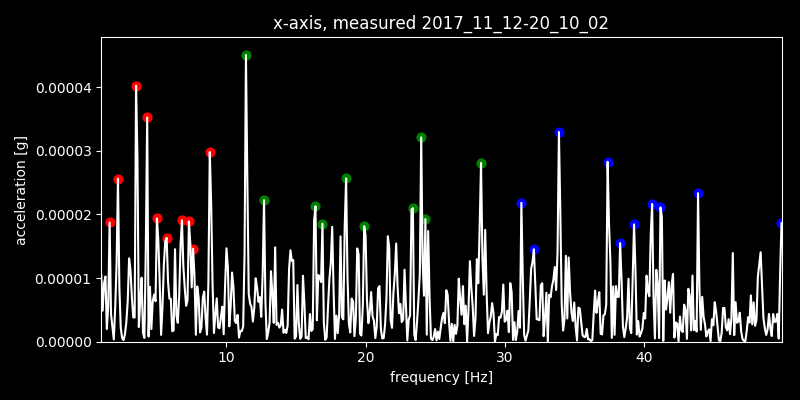 x-axis, measured 2017_11_12-20_10_02
0.00004
0.00003
0.00002
0.00001
0.00000
acceleration [g]
10 20 30 40
frequency [Hz]